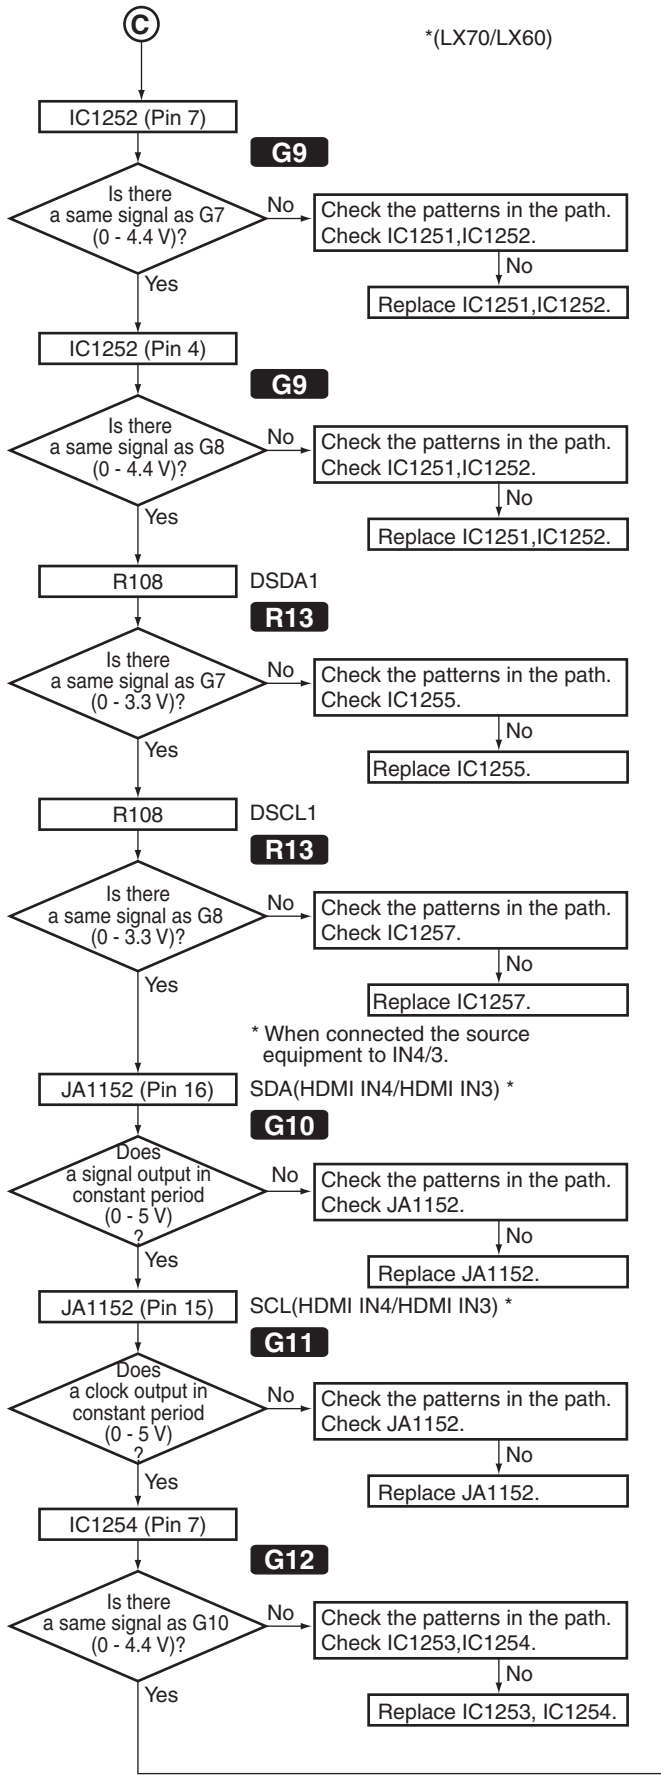 C
*(LX70/LX60)
IC1252 (Pin 7)
G9
Is there
a same signal as G7
(0 - 4.4 V)?
No
Check the patterns in the path.
Check IC1251,IC1252.
No
Replace IC1251,IC1252.
Yes
IC1252 (Pin 4)
G9
Is there
a same signal as G8
(0 - 4.4 V)?
No
Check the patterns in the path.
Check IC1251,IC1252.
No
Replace IC1251,IC1252.
Yes
R108
DSDA1
R13
Is there
a same signal as G7
(0 - 3.3 V)?
No
Check the patterns in the path.
Check IC1255.
No
Replace IC1255.
Yes
R108
DSCL1
R13
Is there
a same signal as G8
(0 - 3.3 V)?
No
Check the patterns in the path.
Check IC1257.
No
Replace IC1257.
Yes
* When connected the source
equipment to IN4/3.
JA1152 (Pin 16)
SDA(HDMI IN4/HDMI IN3) *
G10
Does
a signal output in
constant period
(0 - 5 V)
?
No
Check the patterns in the path.
Check JA1152.
No
Replace JA1152.
Yes
JA1152 (Pin 15)
SCL(HDMI IN4/HDMI IN3) *
G11
Does
a clock output in
constant period
(0 - 5 V)
?
No
Check the patterns in the path.
Check JA1152.
No
Replace JA1152.
Yes
IC1254 (Pin 7)
G12
Is there
a same signal as G10
(0 - 4.4 V)?
No
Check the patterns in the path.
Check IC1253,IC1254.
No
Replace IC1253, IC1254.
Yes